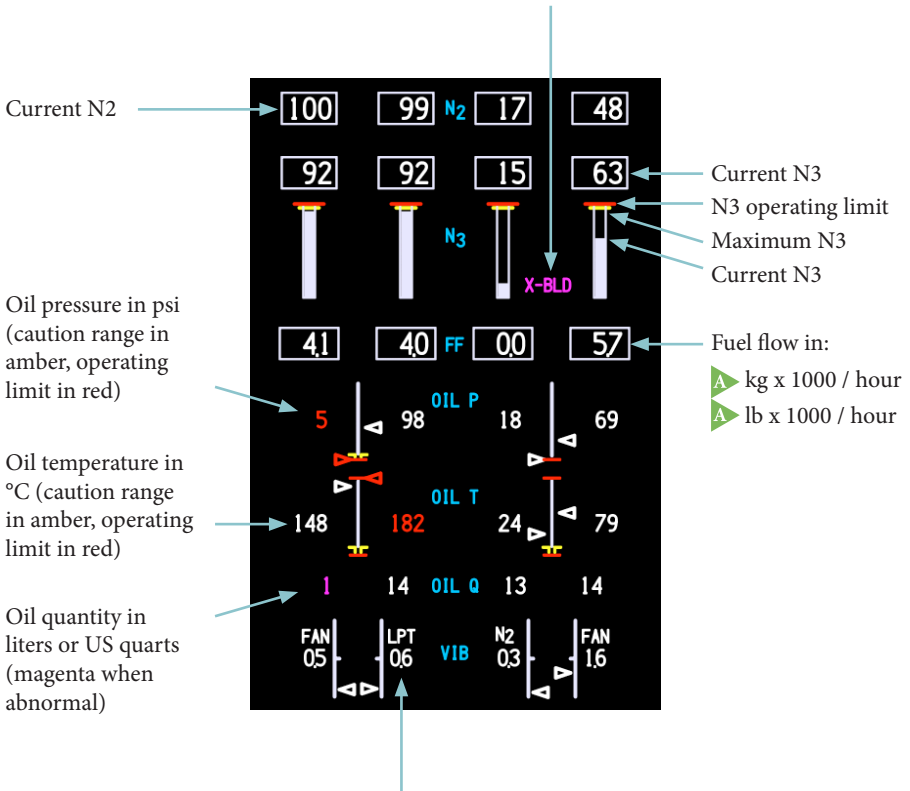 Current N2
100 99 N2 17 48
92 92 15 63
Current N3
N3 operating limit
Maximum N3
Current N3
N3
X-BLD
Oil pressure in psi
(caution range in
amber, operating
limit in red)
4.1 4.0 FF 0.0 5.7
Fuel flow in:
A kg x 1000 / hour
A lb x 1000 / hour
OIL P
5 98 18 69
Oil temperature in
°C (caution range
in amber, operating
limit in red)
OIL T
148 182 24 79
1 14 OIL Q 13 14
Oil quantity in
liters or US quarts
(magenta when
abnormal)
FAN LPT N2 FAN
0.5 0.6 VIB 0.3 1.6